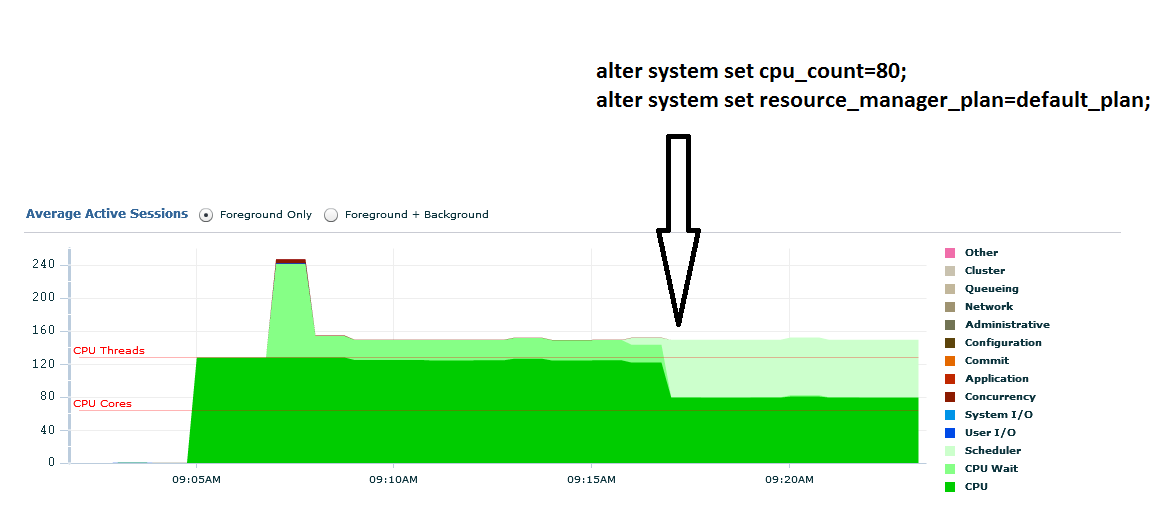 alter system set cpu_count=80;
alter system set resource_manager_plan=default_plan;
Average Active Sessions Foreground Only Foreground + Background
240
200
160
120
80
40
0
CPU Threads
CPU Cores
09:05AM 09:10AM 09:15AM 09:20AM
Other
Cluster
Queueing
Network
Administrative
Configuration
Commit
Application
Concurrency
System I/O
User I/O
Scheduler
CPU Wait
CPU